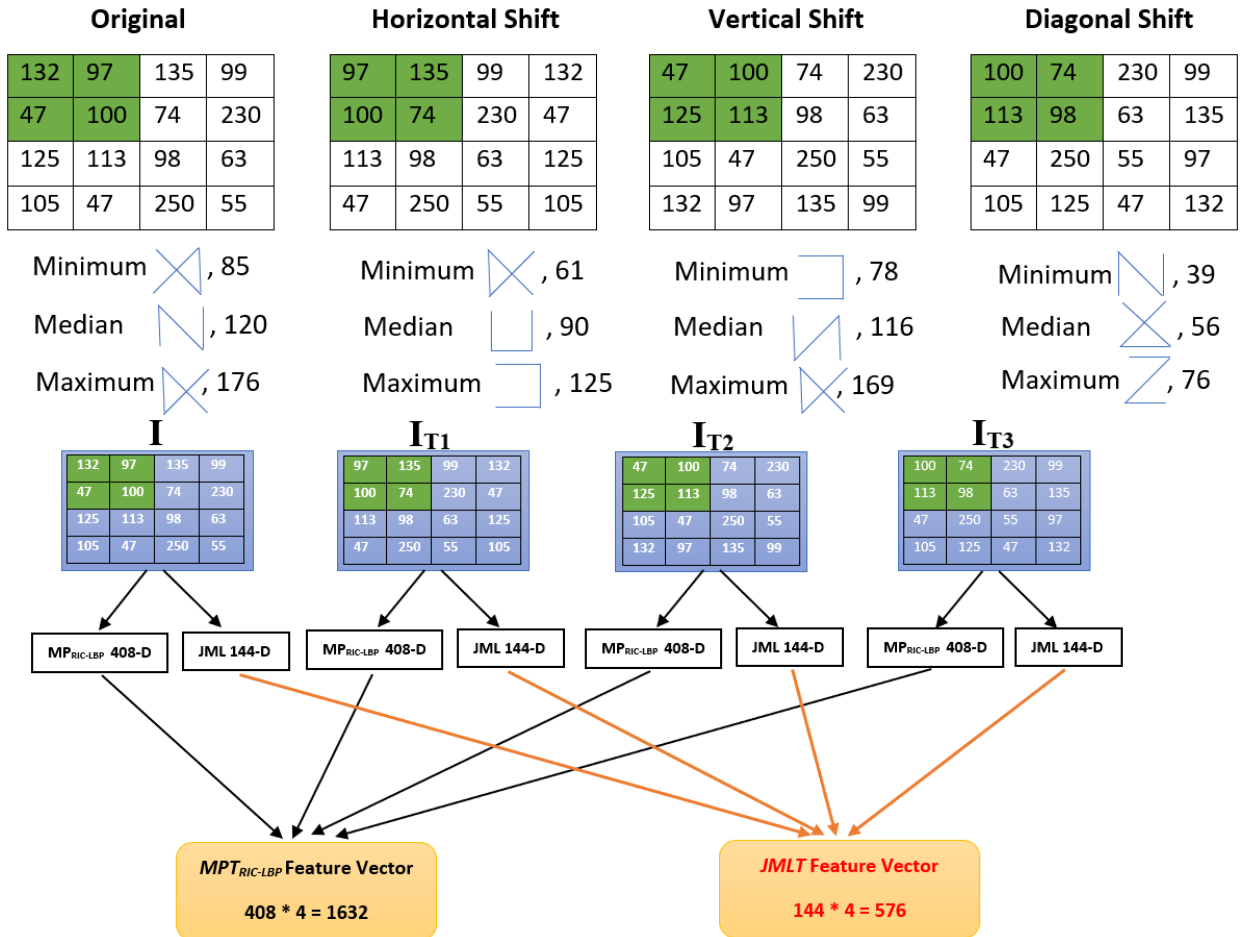 Original Horizontal Shift Vertical Shift Diagonal Shift
132 97 135 99 97 135 99 132 47 100 74 230 100 74 230 99
47 100 74 230 100 74 230 47 125 113 98 63 113 98 63 135
125 113 98 63 113 98 63 125 105 47 250 55 47 250 55 97
105 47 250 55 47 250 55 105 132 97 135 99 105 125 47 132
Minimum , 85 Minimum , 61 Minimum , 78 Minimum , 39
Median , 120 Median , 90 Median , 116 Median , 56
Maximum , 176 Maximum , 125 Maximum , 169 Maximum , 76
I IT1 IT2 IT3
132 97 135 99 97 135 99 132 47 100 74 230 100 74 230 99
47 100 74 230 100 74 230 47 125 113 98 63 113 98 63 135
125 113 98 63 113 98 63 125 105 47 250 55 47 250 55 97
105 47 250 55 47 250 55 105 132 97 135 99 105 125 47 132
MPRIC-LBP 408-D JML 144-D MPRIC-LBP 408-D JML 144-D MPRIC-LBP 408-D JML 144-D MPRIC-LBP 408-D JML 144-D
MPTRIC-LBP Feature Vector JMLT Feature Vector
408 * 4 = 1632 144 * 4 = 576